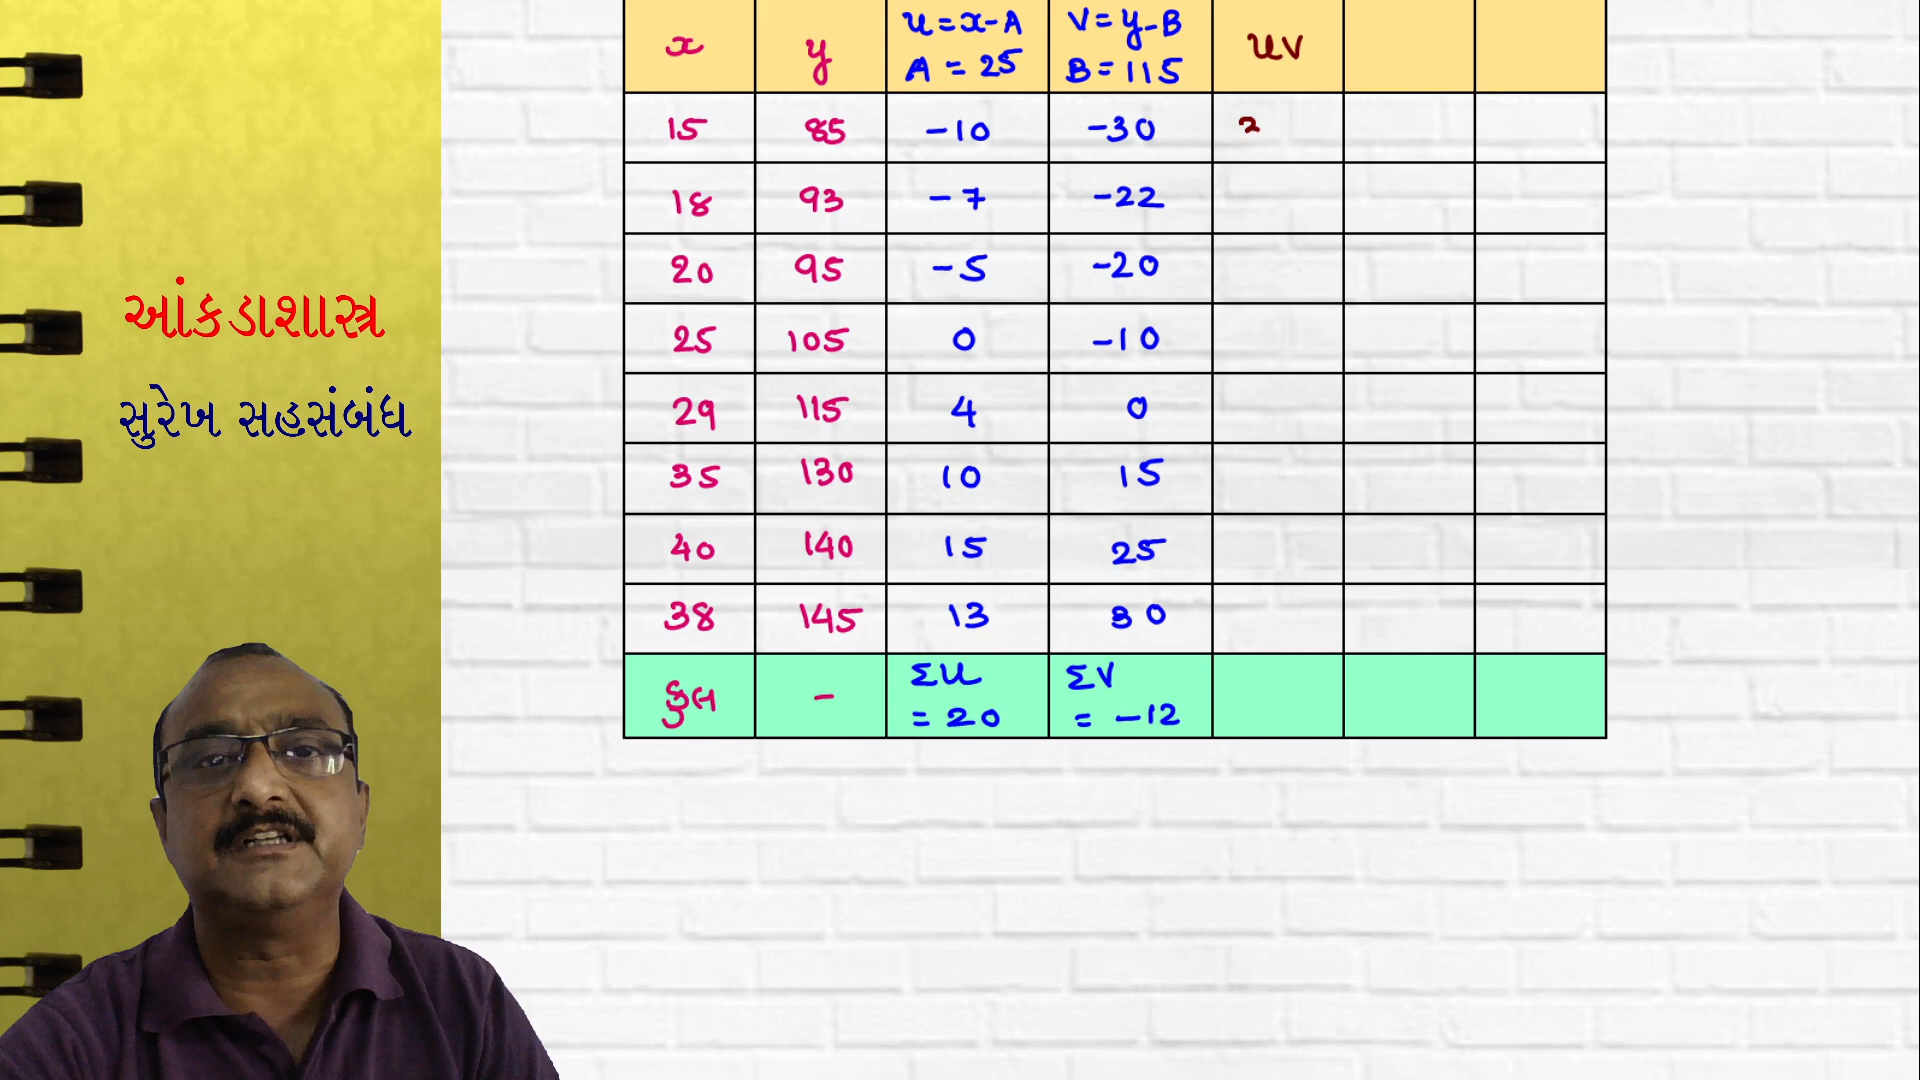 આંકડાશાસ્ત્ર
સુરેખ સહસંબંધ
x y u=x-A A = 25 v=y-B B=115 uv
15 85 -10 -30 3
18 93 -7 -22
20 95 -5 -20
25 105 0 -10
29 115 4 0
35 130 10 15
40 140 15 25
38 145 13 30
કુલ - Σu = 20 Σv = -12